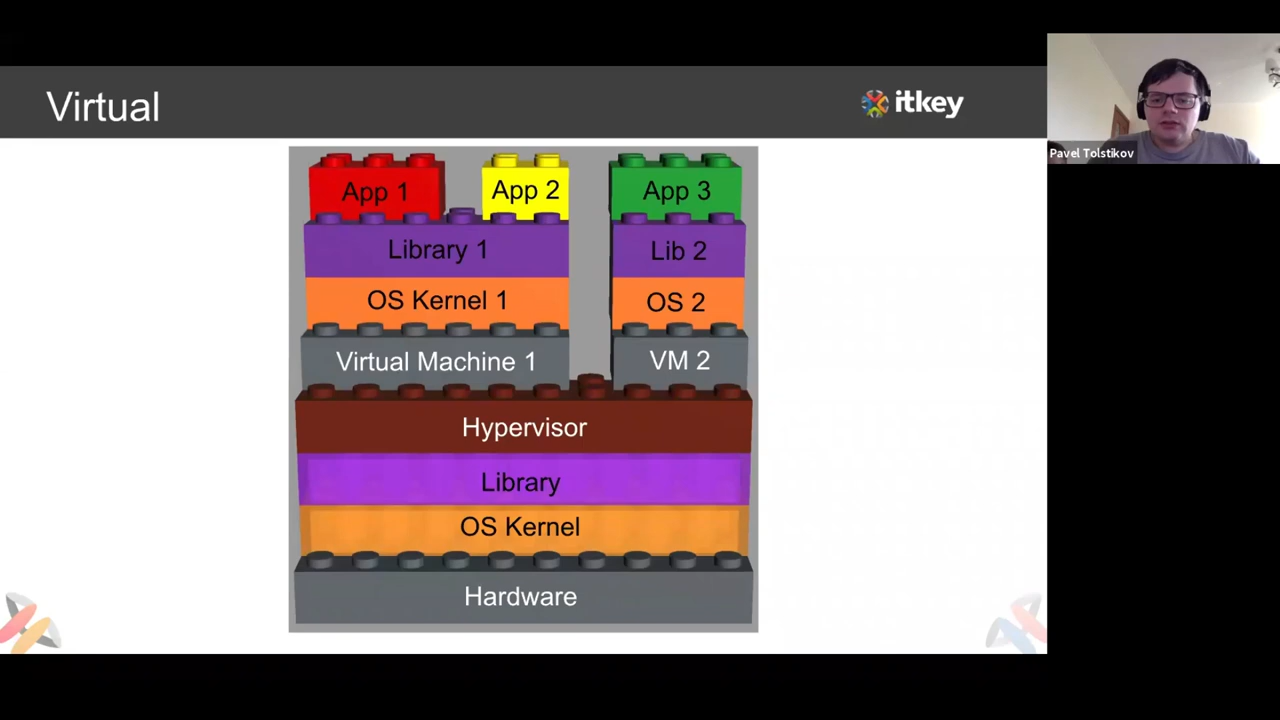 Virtual
itkey
Pavel Tolstikov
App 1
App 2
App 3
Library 1
Lib 2
OS Kernel 1
OS 2
Virtual Machine 1
VM 2
Hypervisor
Library
OS Kernel
Hardware